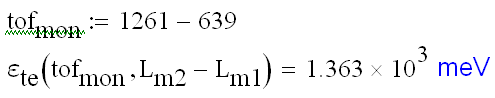 tof_mon := 1261 − 639
ε_te(tof_mon , L_m2 − L_m1) = 1.363 × 10^3 meV